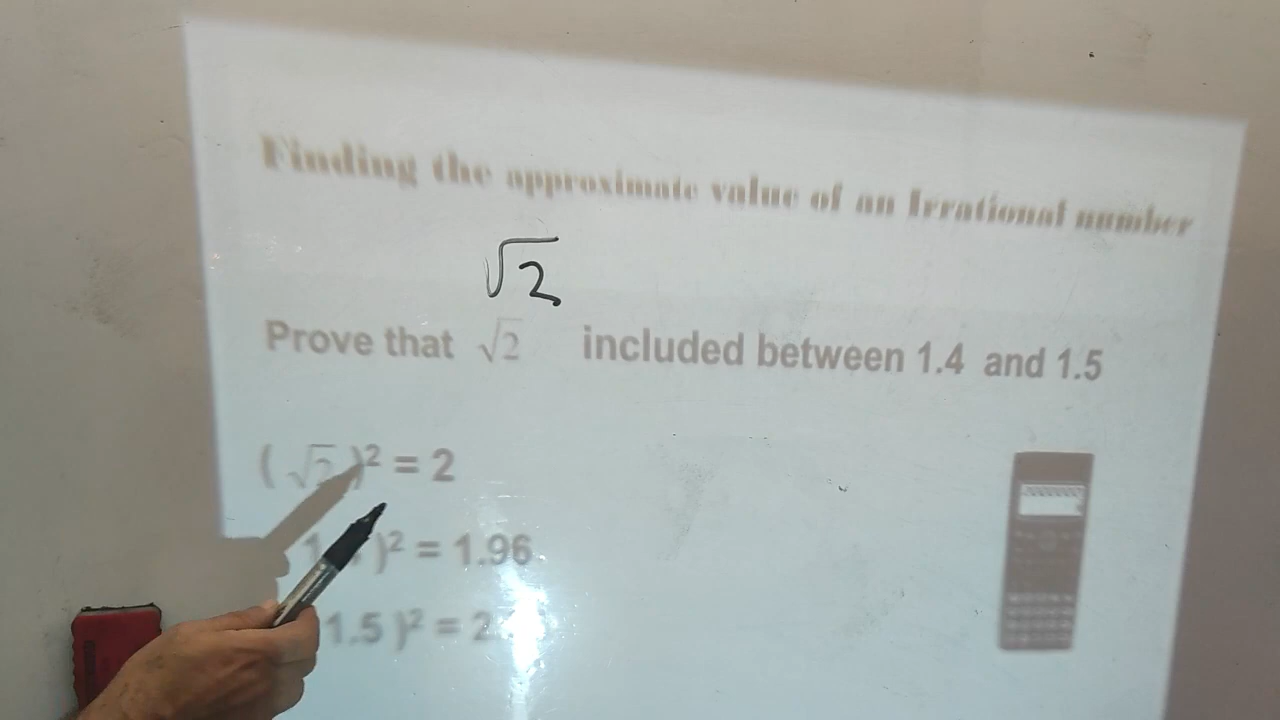 Finding the approximate value of an Irrational number
√2
Prove that √2 included between 1.4 and 1.5
( √2 )² = 2
)² = 1.96
1.5 )² = 2.